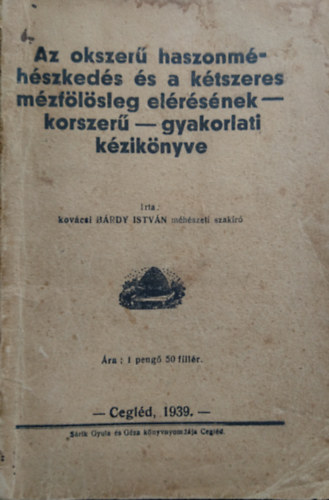 Az okszerű haszonmé-
hészkedés és a kétszeres
mézfölösleg elérésének —
korszerű — gyakorlati
kézikönyve
Irta:
kovácsi BÁRDY ISTVÁN méhészeti szakíró
Ára : 1 pengő 50 fillér.
— Cegléd, 1939. —
Sárik Gyula és Géza könyvnyomdája Cegléd